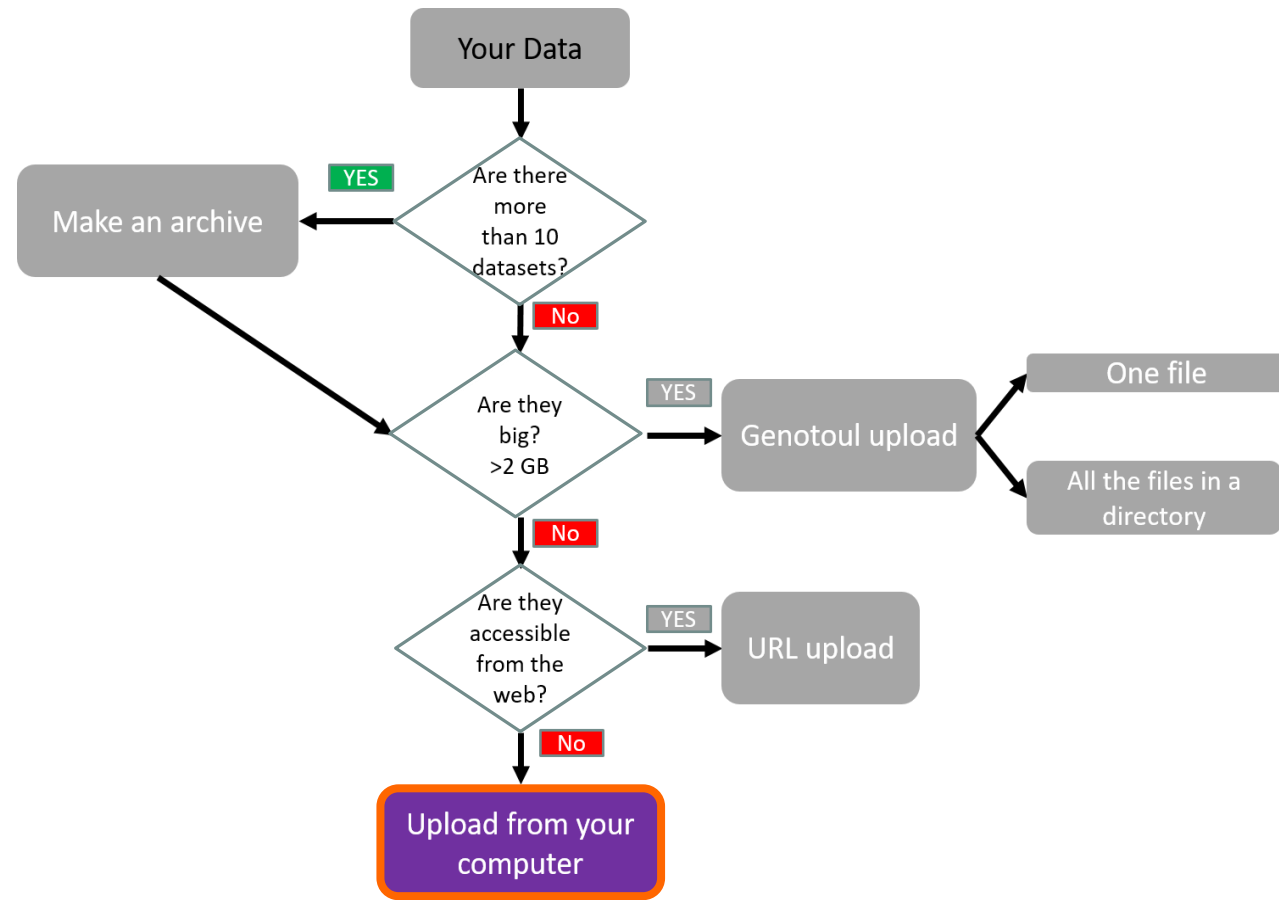 Your Data
Are there
more
than 10
datasets?
YES
Make an archive
No
Are they
big?
>2 GB
YES
Genotoul upload
One file
All the files in a
directory
No
Are they
accessible
from the
web?
YES
URL upload
No
Upload from your
computer